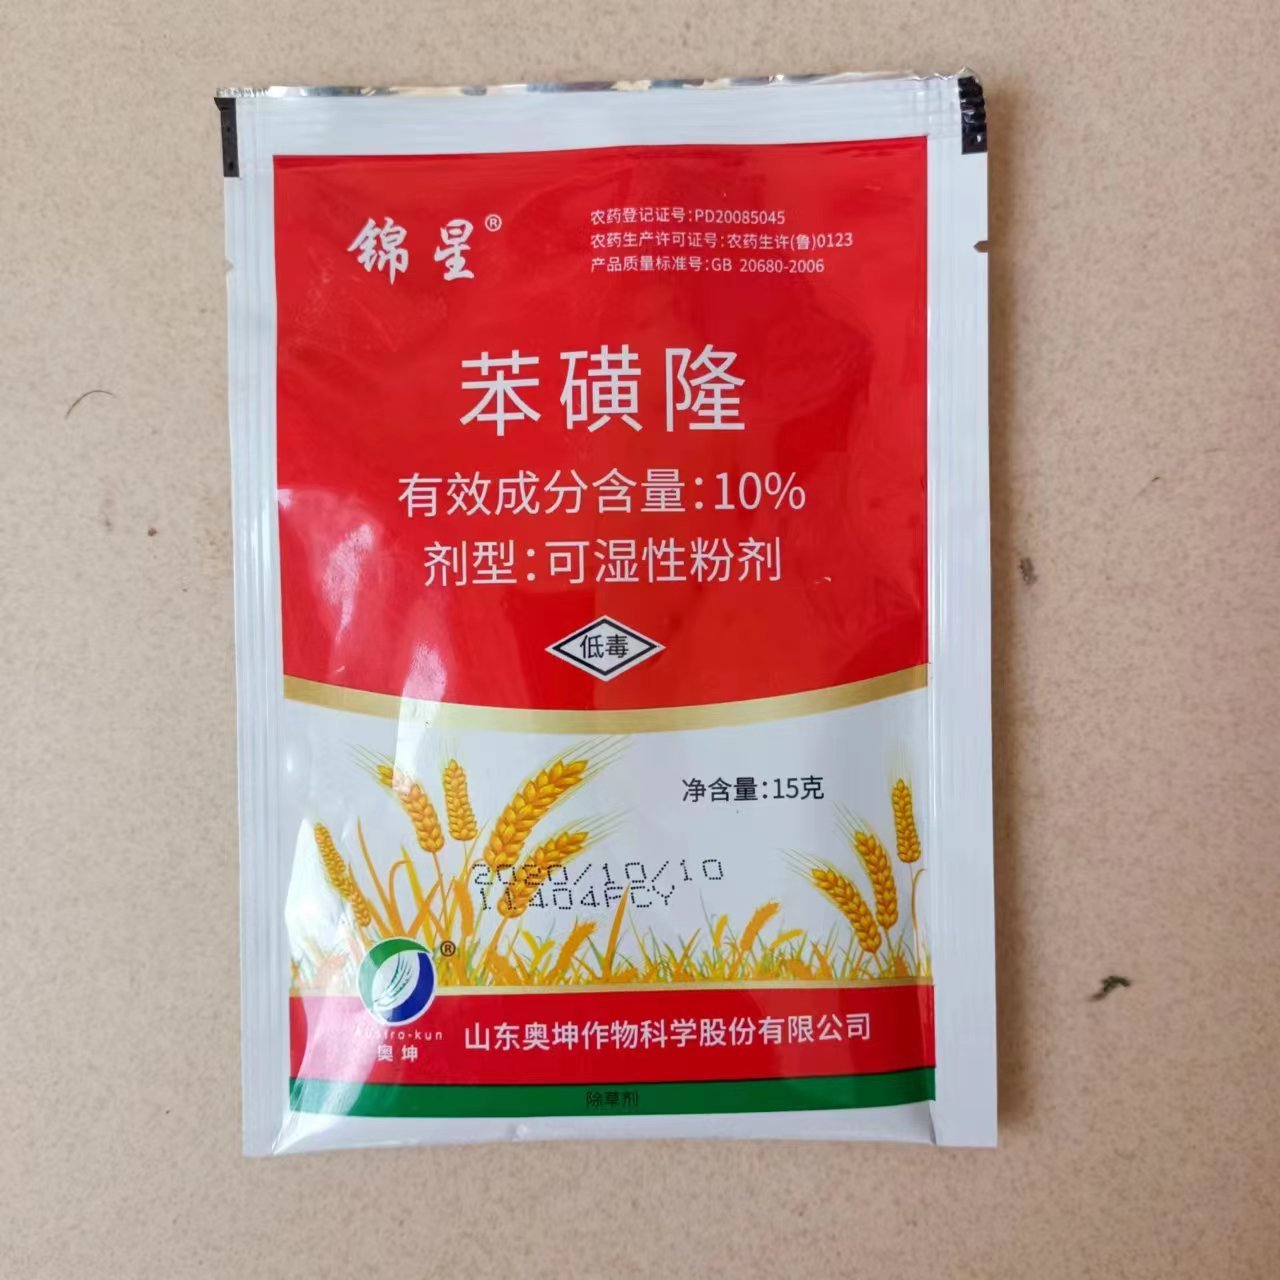 锦星®
农药登记证号:PD20085045
农药生产许可证号:农药生许(鲁)0123
产品质量标准号:GB 20680-2006
苯磺隆
有效成分含量:10%
剂型:可湿性粉剂
低毒
净含量:15克
2020/10/10
11404FCY
®
Austro-kun
奥坤
山东奥坤作物科学股份有限公司
除草剂